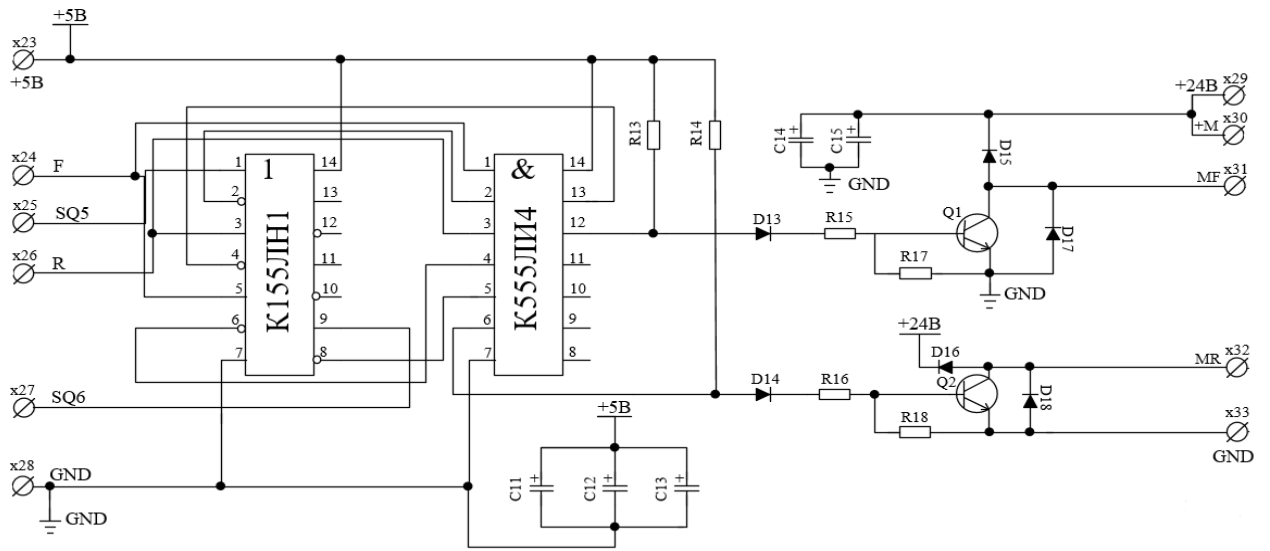 +5В
x23
+5В
x24
F
x25
SQ5
x26
R
x27
SQ6
x28
GND
GND
1
К155ЛН1
1
2
3
4
5
6
7
14
13
12
11
10
9
8
&
К555ЛИ4
1
2
3
4
5
6
7
14
13
12
11
10
9
8
R13
R14
+5В
C11
+
C12
+
C13
+
C14
+
C15
+
GND
+24В
x29
+М
x30
D15
MF
x31
D13
R15
Q1
R17
D17
GND
+24В
D16
MR
x32
D14
R16
Q2
R18
D18
x33
GND